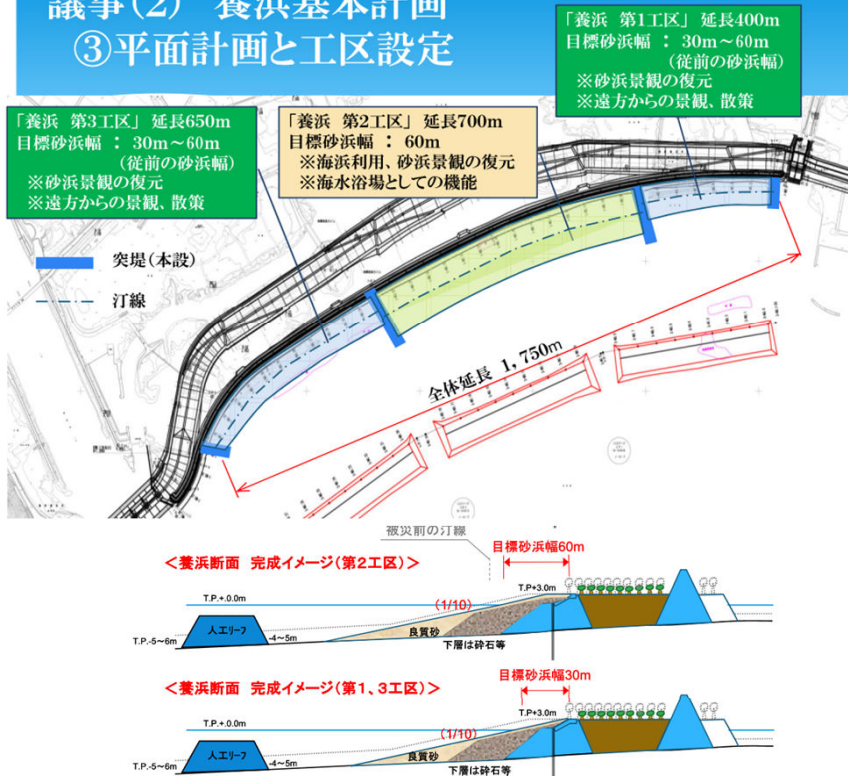 議事(2) 養浜基本計画
③平面計画と工区設定
「養浜 第1工区」 延長400m
目標砂浜幅 : 30m～60m
(従前の砂浜幅)
※砂浜景観の復元
※遠方からの景観、散策
「養浜 第3工区」 延長650m
目標砂浜幅 : 30m～60m
(従前の砂浜幅)
※砂浜景観の復元
※遠方からの景観、散策
「養浜 第2工区」 延長700m
目標砂浜幅 : 60m
※海浜利用、砂浜景観の復元
※海水浴場としての機能
突堤(本設)
汀線
全体延長 1,750m
被災前の汀線
<養浜断面 完成イメージ(第2工区)>
目標砂浜幅60m
T.P+3.0m
T.P.+.0.0m
(1/10)
人工リーフ
良質砂
T.P.-5～6m
-4～5m
下層は砕石等
<養浜断面 完成イメージ(第1、3工区)>
目標砂浜幅30m
T.P+3.0m
T.P.+.0.0m
(1/10)
人工リーフ
良質砂
T.P.-5～6m
-4～5m
下層は砕石等